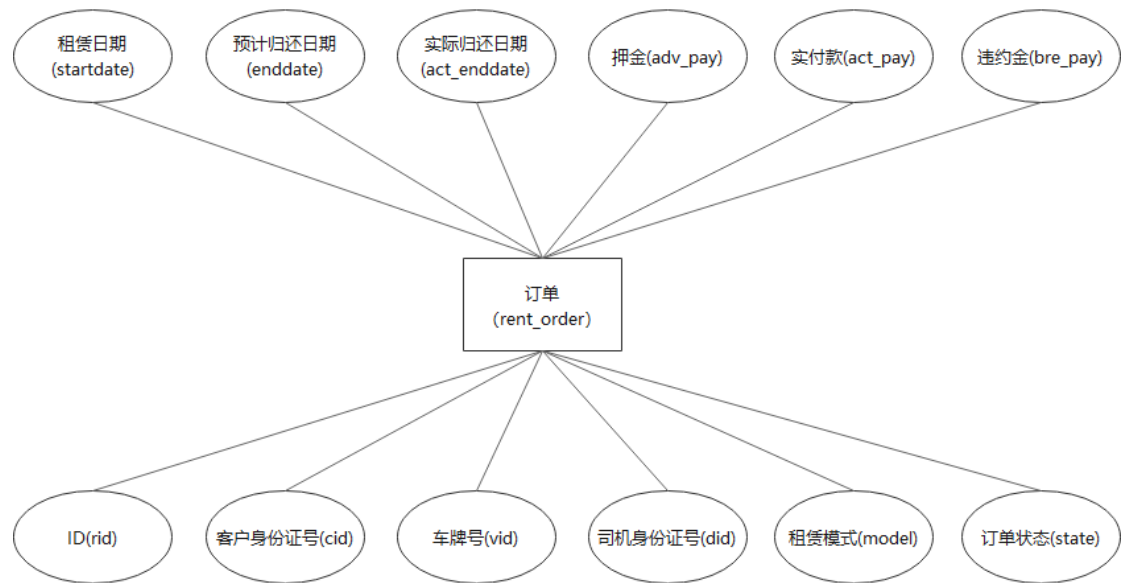 租赁日期
(startdate)
预计归还日期
(enddate)
实际归还日期
(act_enddate)
押金(adv_pay)
实付款(act_pay)
违约金(bre_pay)
订单
（rent_order）
ID(rid)
客户身份证号(cid)
车牌号(vid)
司机身份证号(did)
租赁模式(model)
订单状态(state)